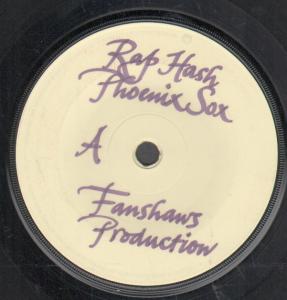 Rap Hash
Phoenix Sox
A
Fanshaws
Production